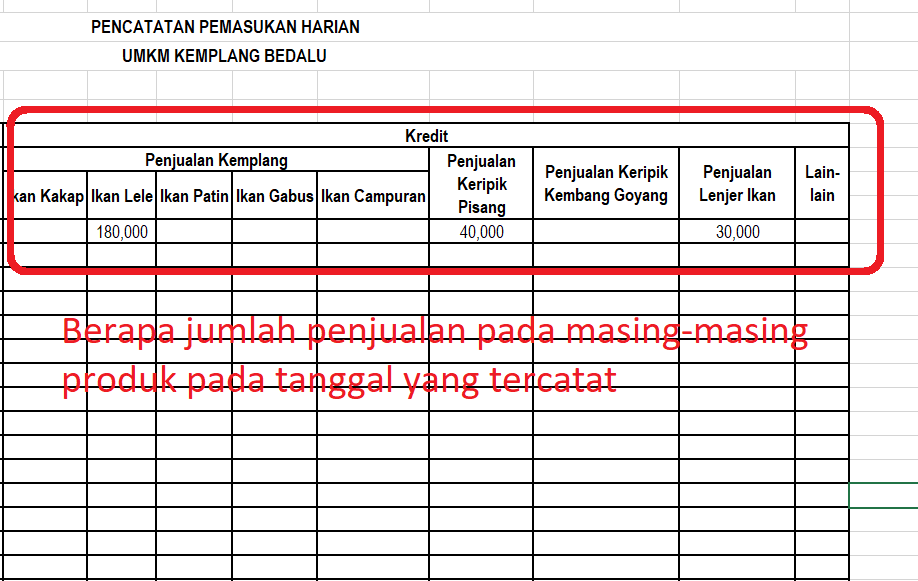 PENCATATAN PEMASUKAN HARIAN
UMKM KEMPLANG BEDALU
Kredit
Penjualan Kemplang
Penjualan
Keripik
Pisang
Penjualan Keripik
Kembang Goyang
Penjualan
Lenjer Ikan
Lain-
lain
kan Kakap Ikan Lele Ikan Patin Ikan Gabus Ikan Campuran
180,000 40,000 30,000
Berapa jumlah penjualan pada masing-masing
produk pada tanggal yang tercatat